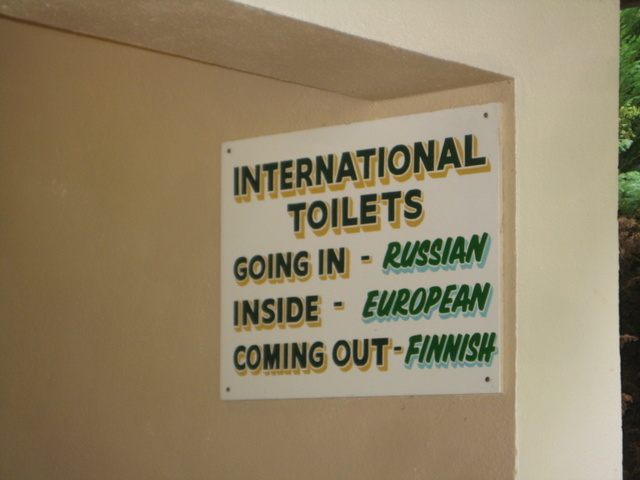 INTERNATIONAL
TOILETS
GOING IN - RUSSIAN
INSIDE - EUROPEAN
COMING OUT - FINNISH